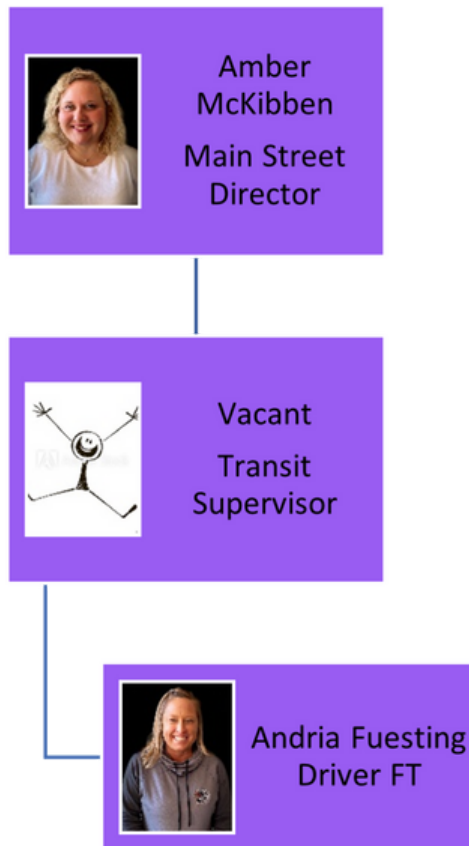 Amber
McKibben
Main Street
Director
Vacant
Transit
Supervisor
Andria Fuesting
Driver FT